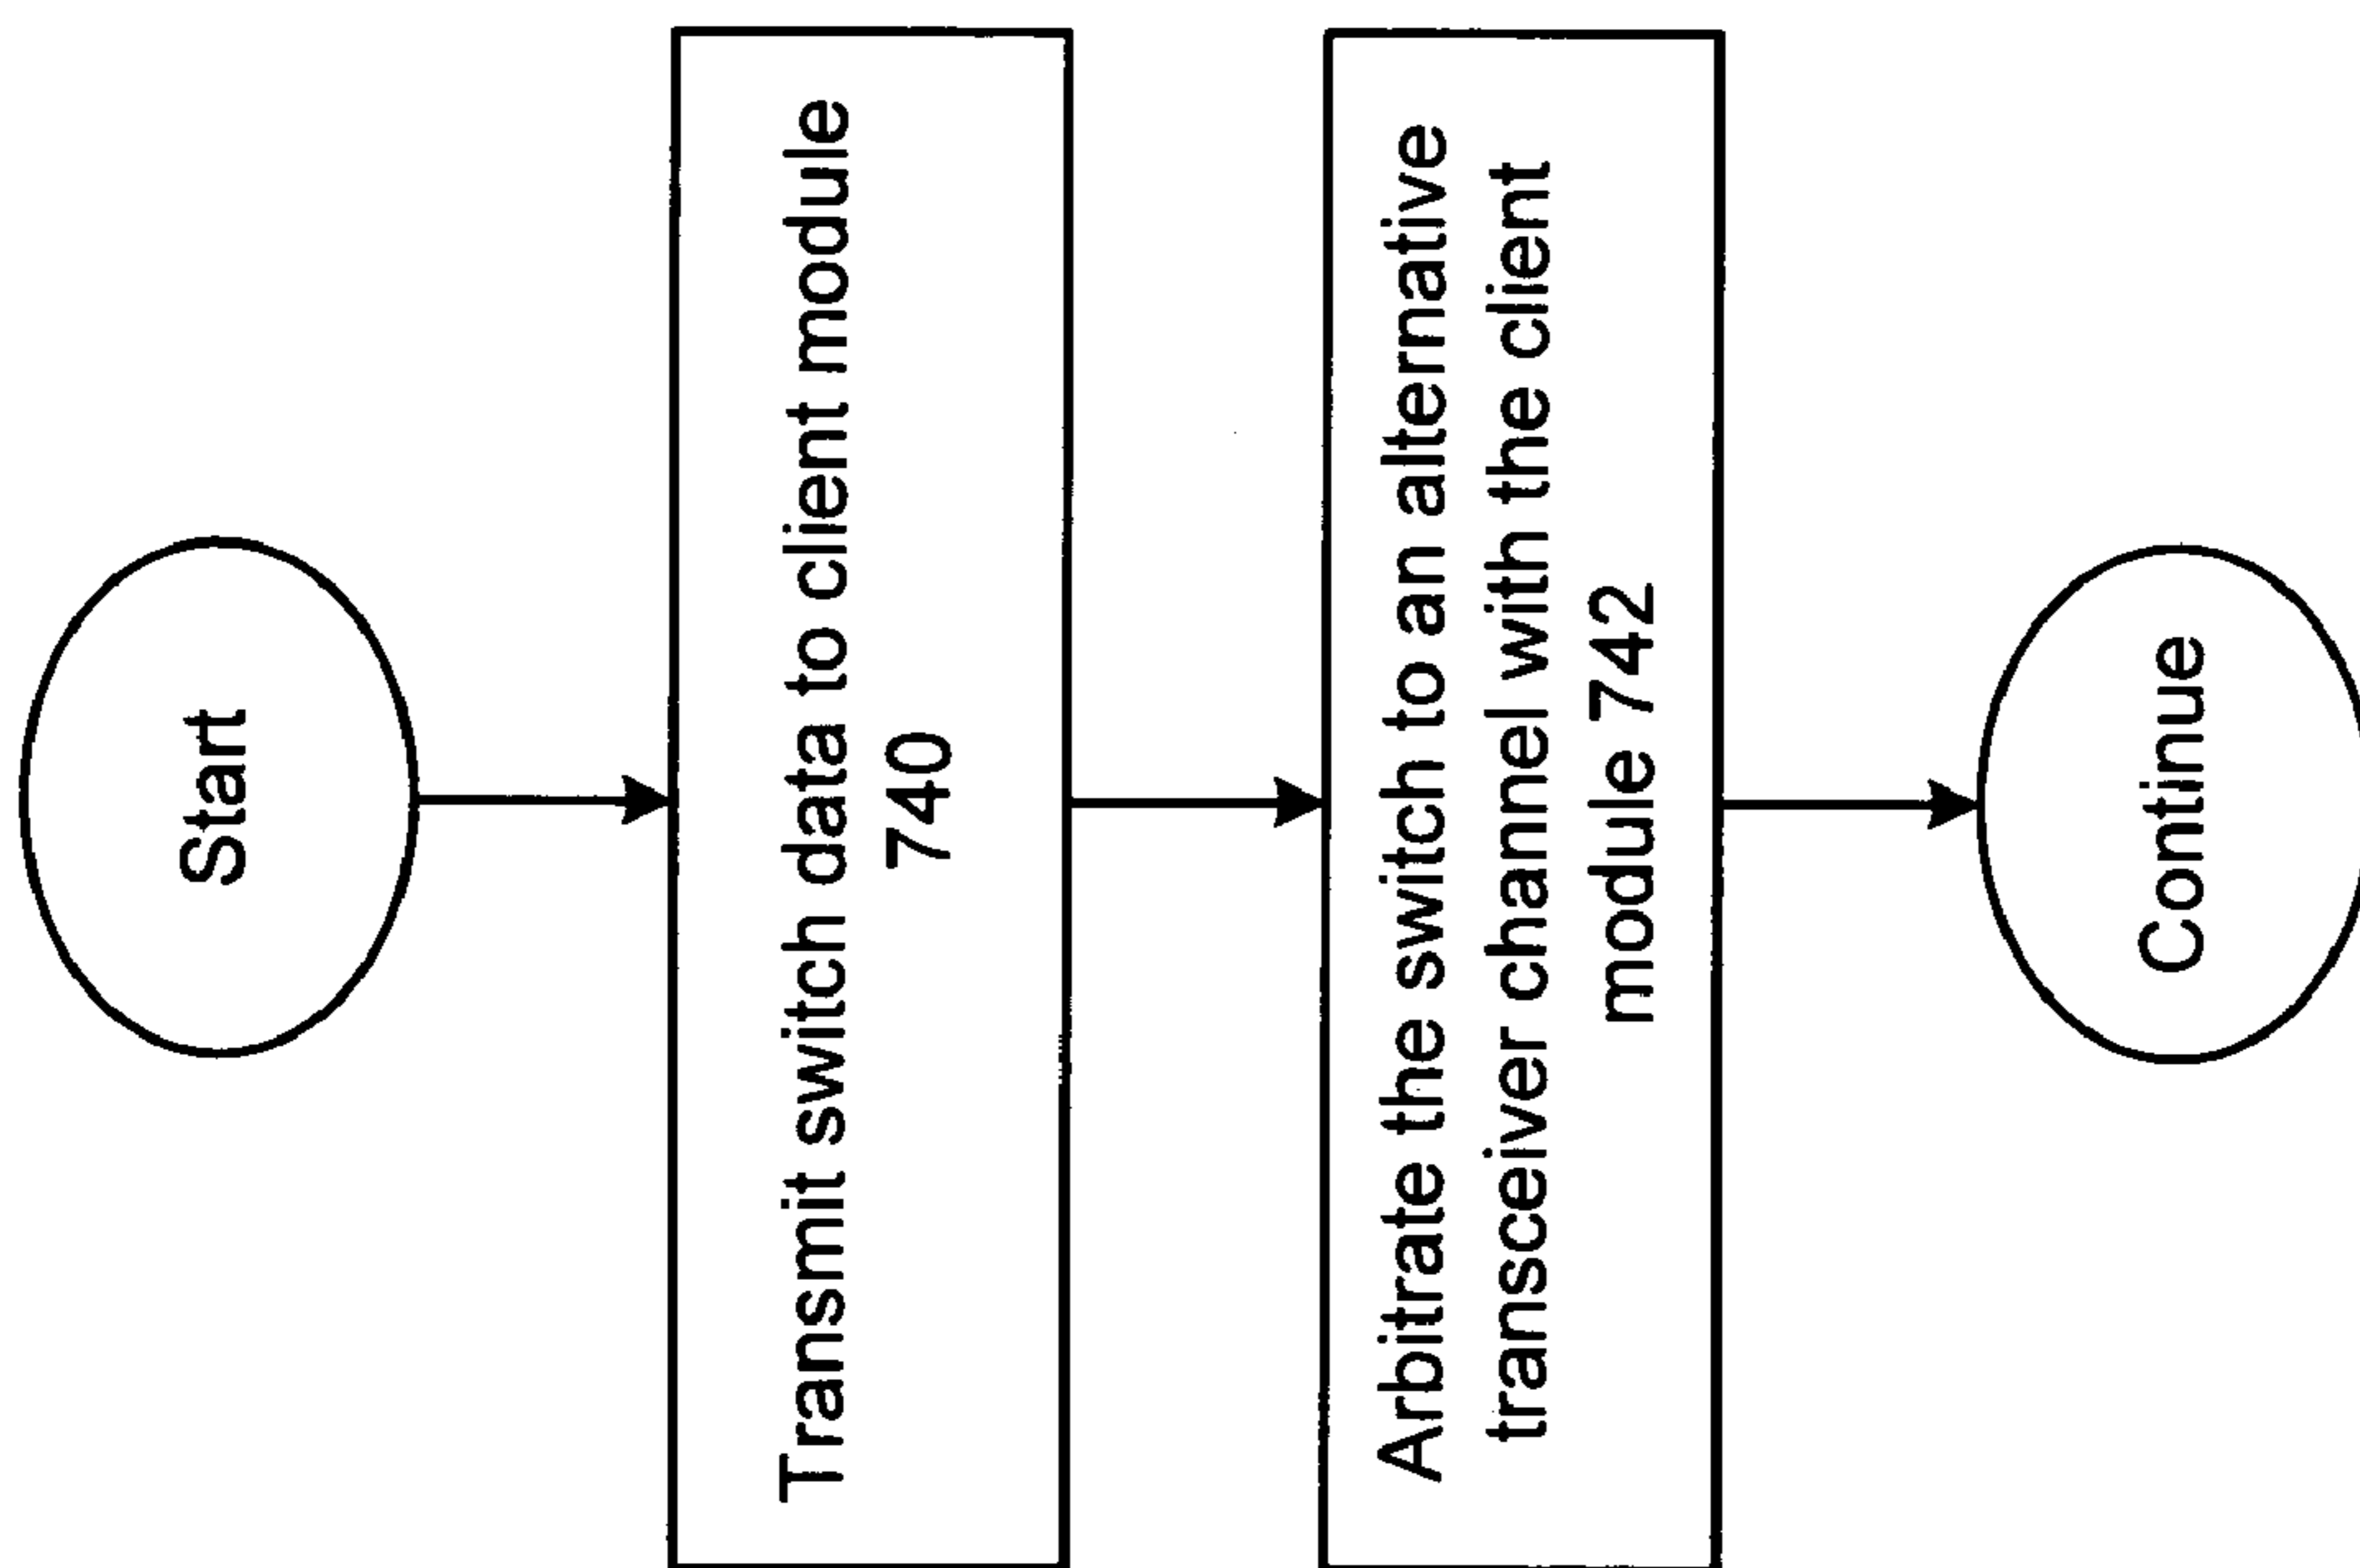 Start
Transmit switch data to client module
740
Arbitrate the switch to an alternative
transceiver channel with the client
module 742
Continue